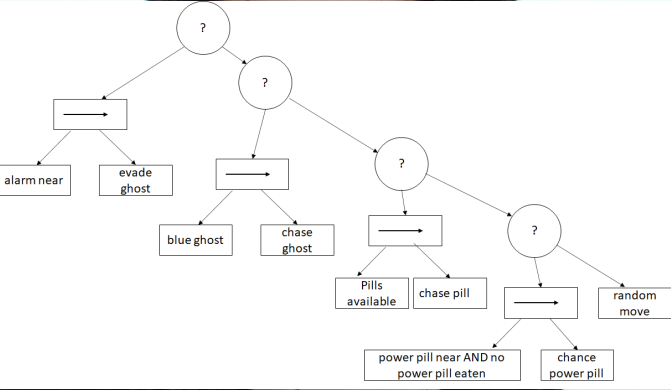 ?
?
alarm near
evade
ghost
?
blue ghost
chase
ghost
?
Pills
available
chase pill
random
move
power pill near AND no
power pill eaten
chance
power pill